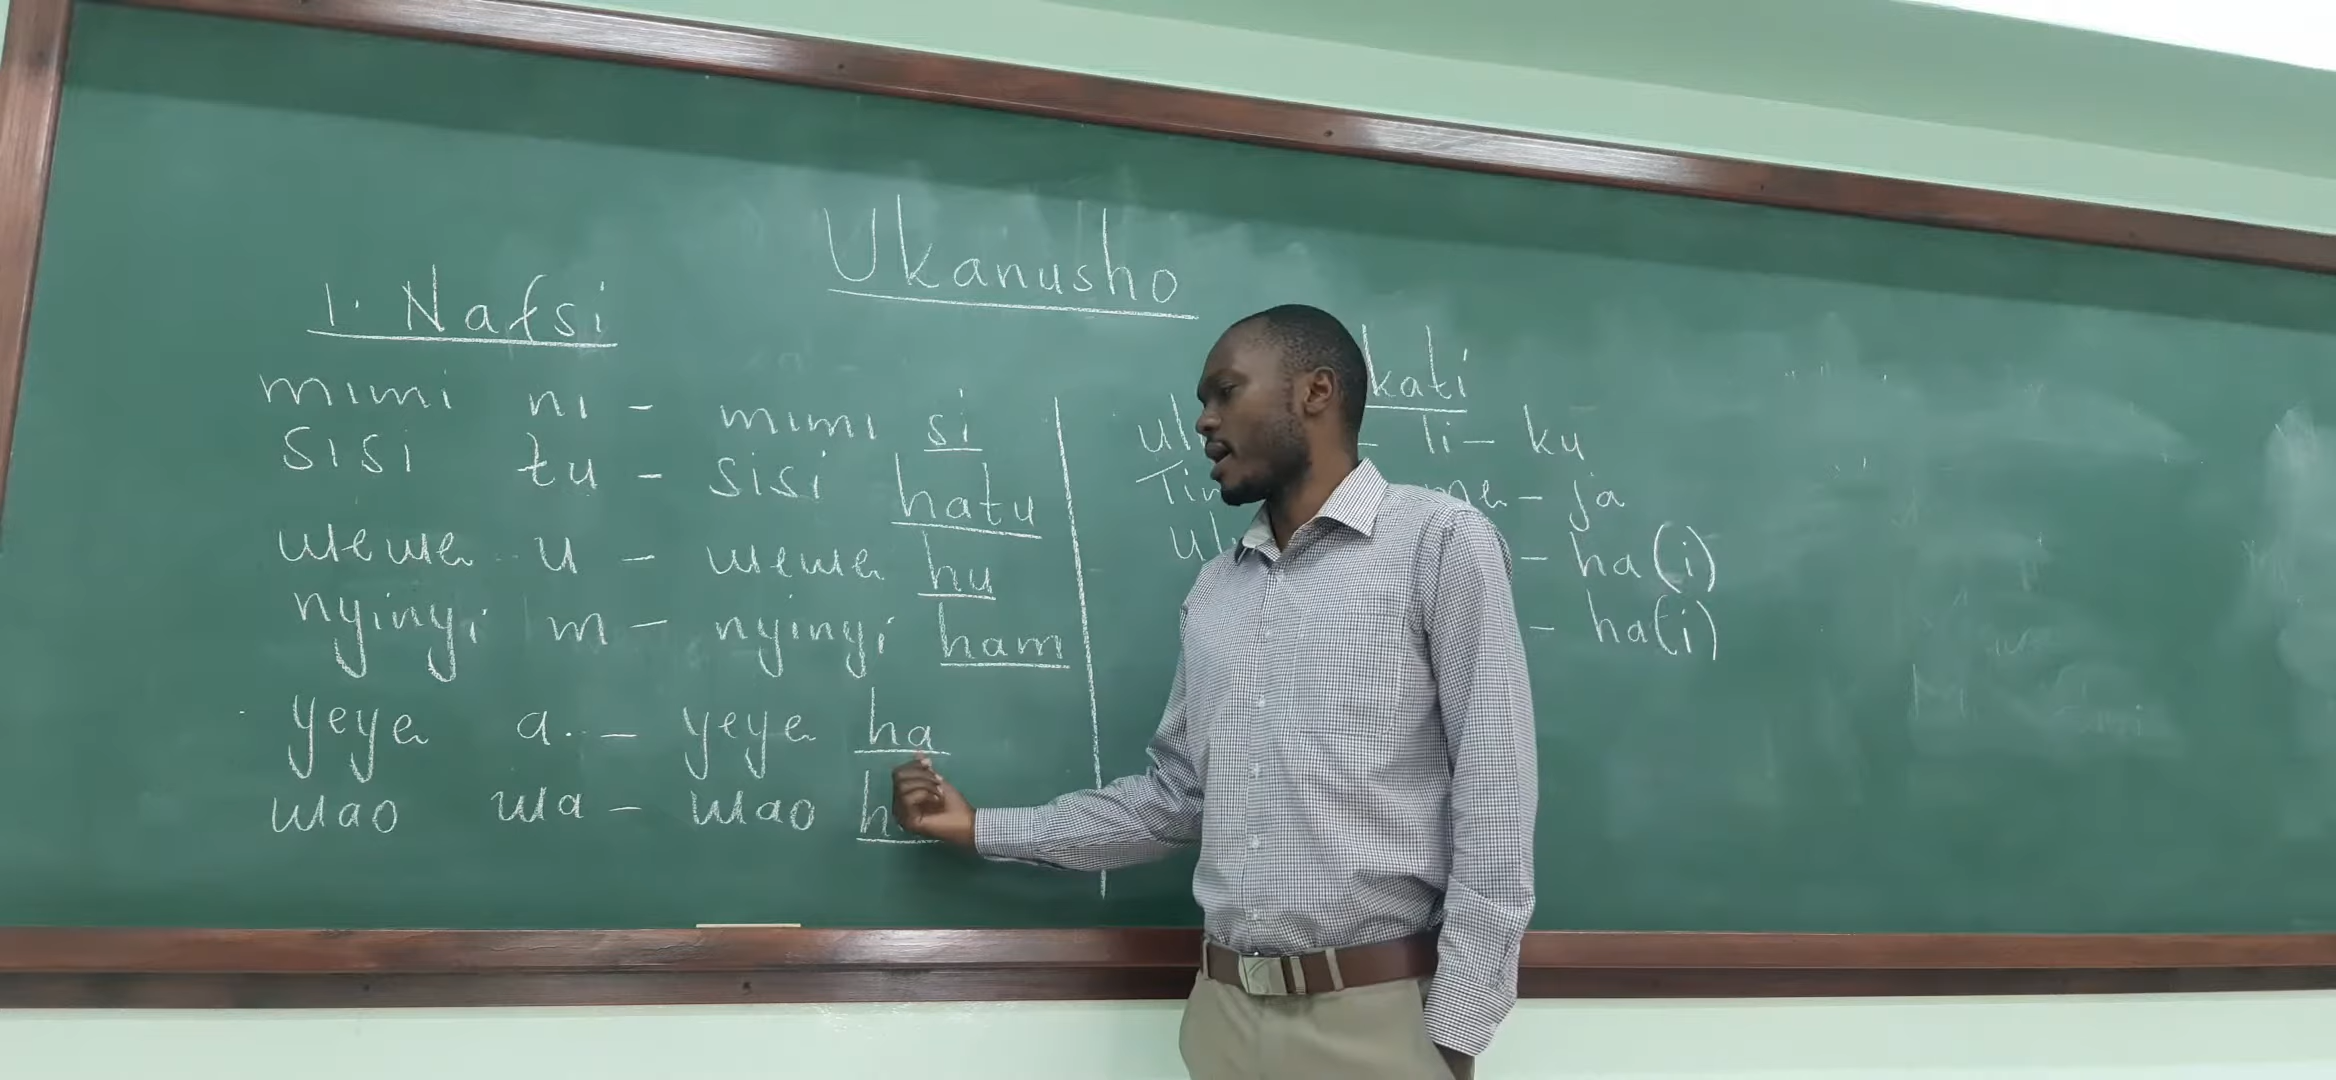 Ukanusho
1. Nafsi
mimi ni - mimi si
sisi tu - sisi hatu
wewe u - wewe hu
nyinyi m - nyinyi ham
yeye a. - yeye ha
wao wa - wao
kati
- li - ku
me - ja
- ha(i)
- ha(i)